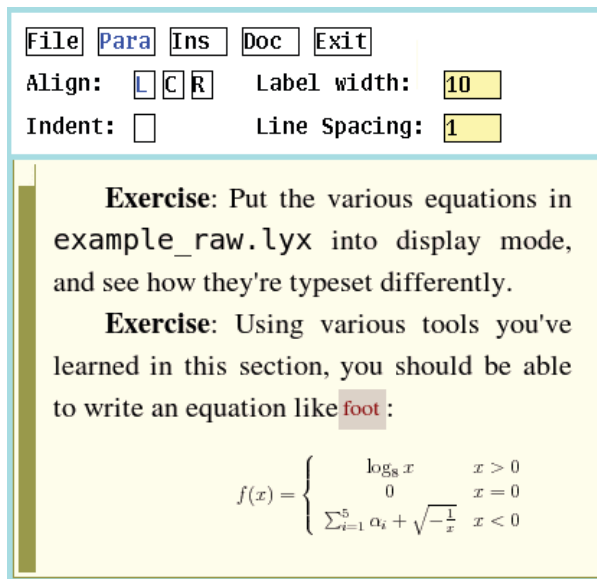 File Para Ins Doc Exit
Align: L C R Label width: 10
Indent: Line Spacing: 1
Exercise: Put the various equations in
example_raw.lyx into display mode,
and see how they're typeset differently.
Exercise: Using various tools you've
learned in this section, you should be able
to write an equation like foot :
log₈ x x > 0
f(x) = { 0 x = 0
∑⁵ᵢ₌₁ αᵢ + √(-1/x) x < 0